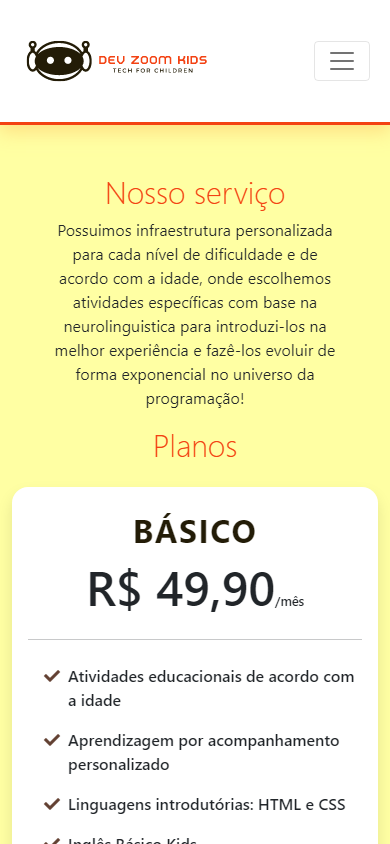 DEV ZOOM KIDS
TECH FOR CHILDREN
Nosso serviço
Possuimos infraestrutura personalizada
para cada nível de dificuldade e de
acordo com a idade, onde escolhemos
atividades específicas com base na
neurolinguistica para introduzi-los na
melhor experiência e fazê-los evoluir de
forma exponencial no universo da
programação!
Planos
BÁSICO
R$ 49,90/mês
Atividades educacionais de acordo com
a idade
Aprendizagem por acompanhamento
personalizado
Linguagens introdutórias: HTML e CSS
Inglês Básico Kids